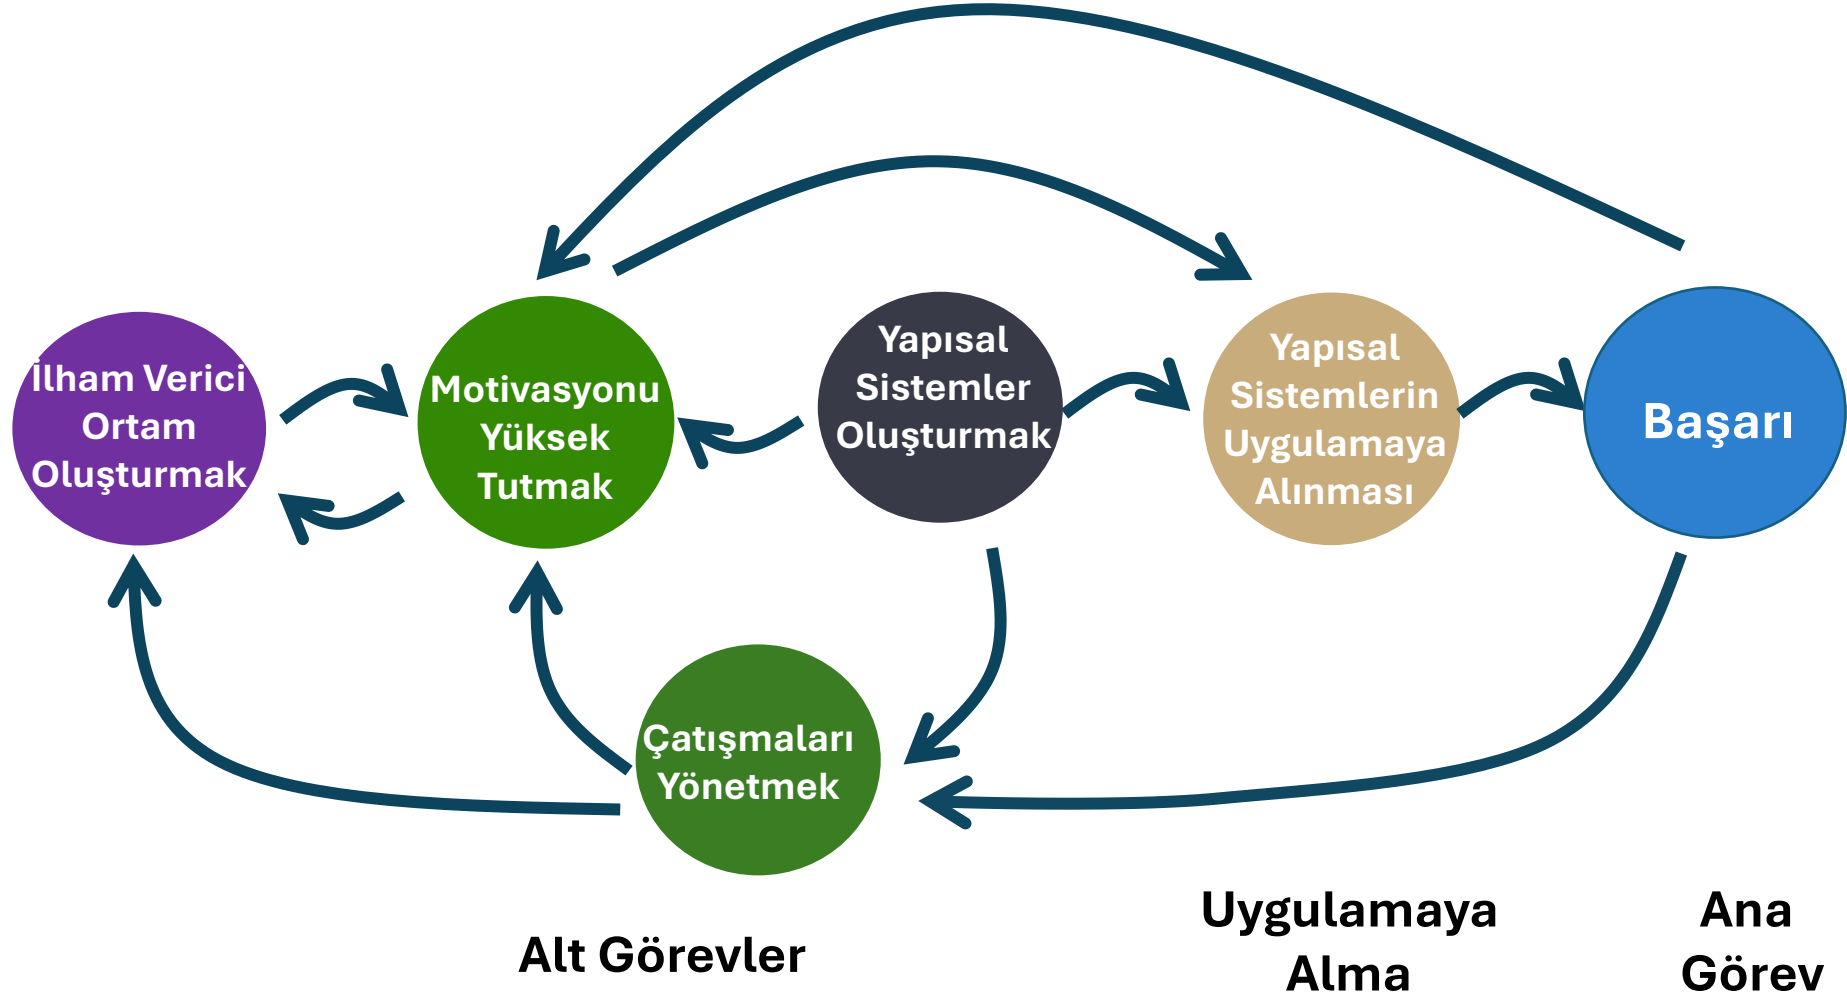 İlham Verici
Ortam
Oluşturmak
Motivasyonu
Yüksek
Tutmak
Yapısal
Sistemler
Oluşturmak
Yapısal
Sistemlerin
Uygulamaya
Alınması
Başarı
Çatışmaları
Yönetmek
Alt Görevler
Uygulamaya
Alma
Ana
Görev